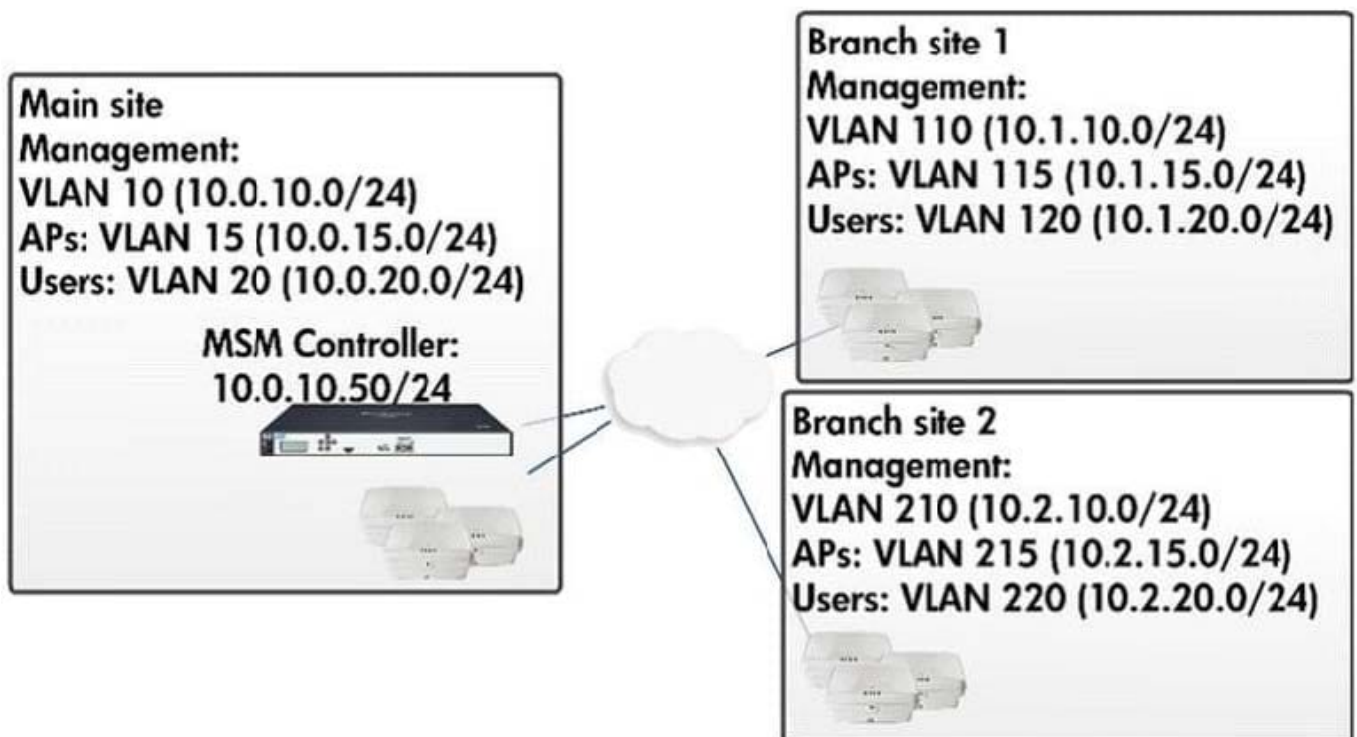 Main site
Management:
VLAN 10 (10.0.10.0/24)
APs: VLAN 15 (10.0.15.0/24)
Users: VLAN 20 (10.0.20.0/24)
MSM Controller:
10.0.10.50/24
Branch site 1
Management:
VLAN 110 (10.1.10.0/24)
APs: VLAN 115 (10.1.15.0/24)
Users: VLAN 120 (10.1.20.0/24)
Branch site 2
Management:
VLAN 210 (10.2.10.0/24)
APs: VLAN 215 (10.2.15.0/24)
Users: VLAN 220 (10.2.20.0/24)